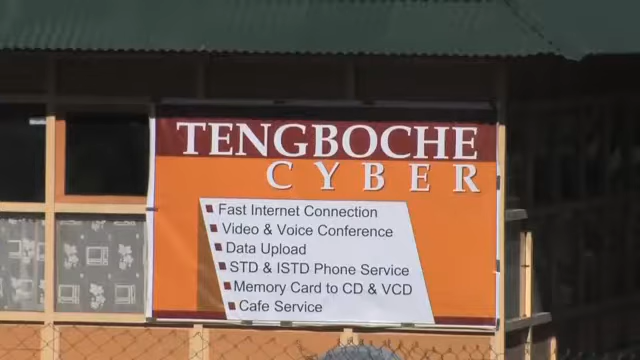 TENGBOCHE
CYBER
Fast Internet Connection
Video & Voice Conference
Data Upload
STD & ISTD Phone Service
Memory Card to CD & VCD
Cafe Service